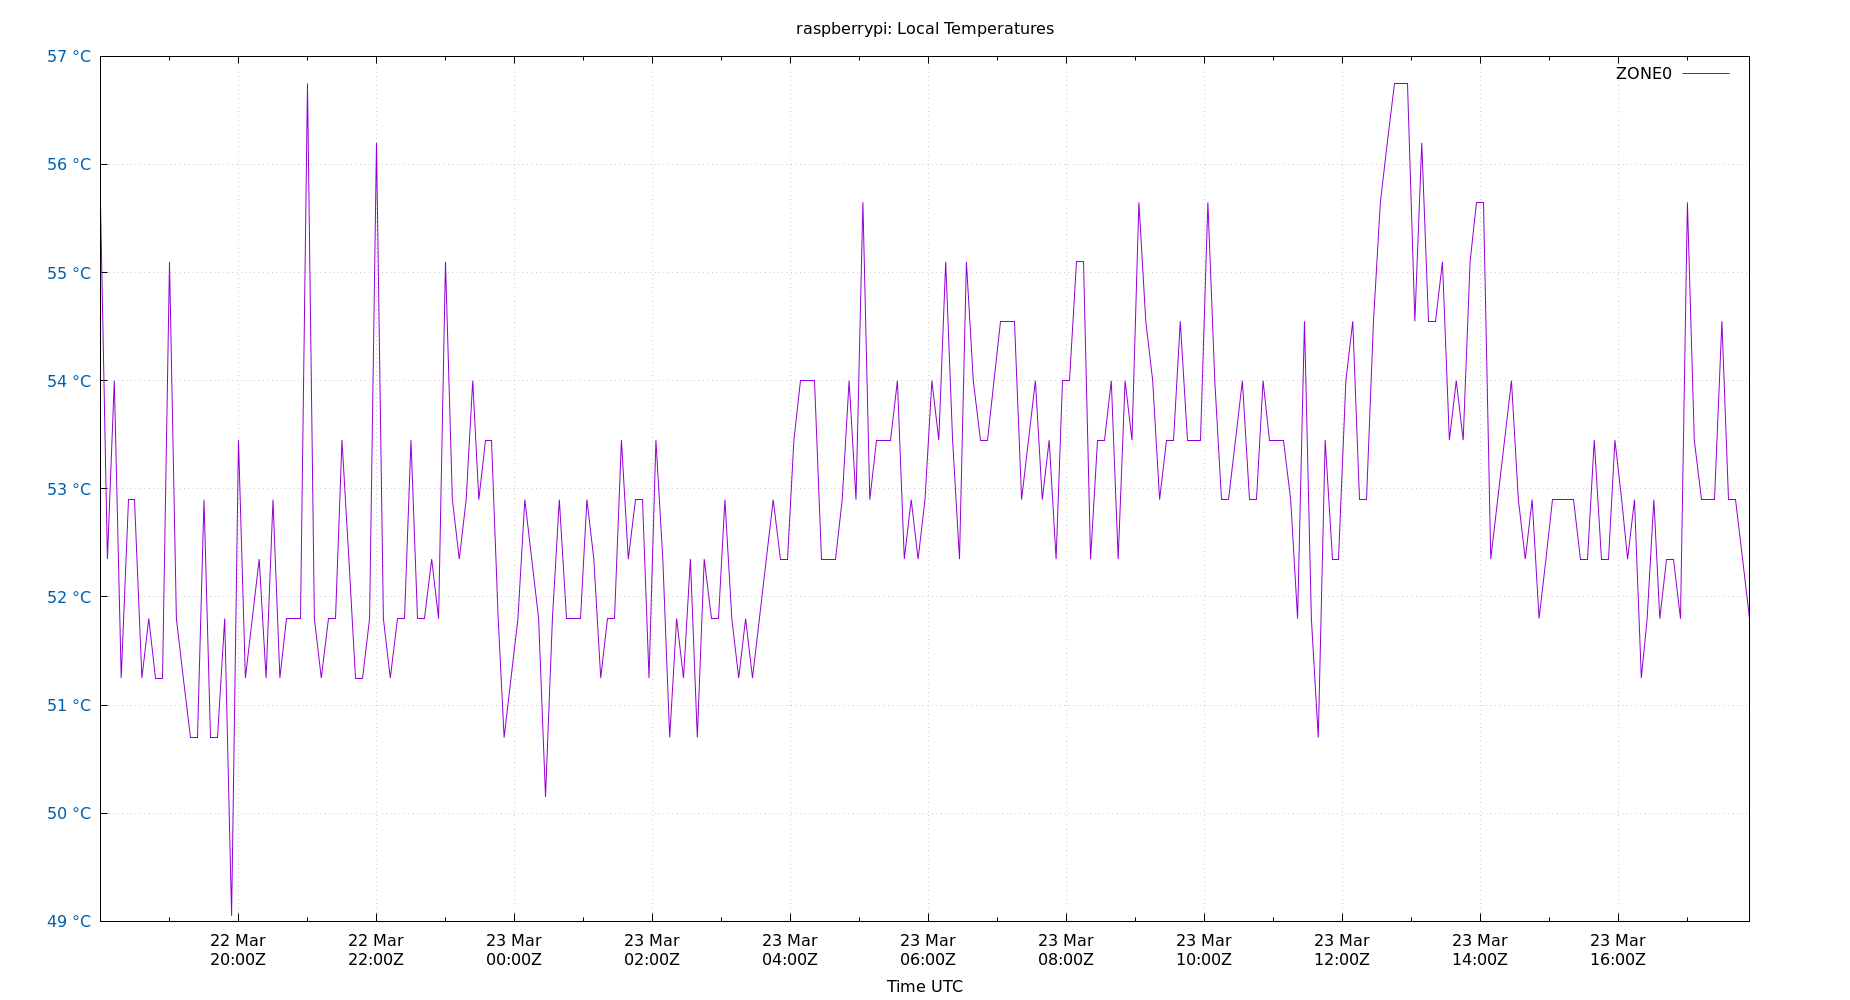 raspberrypi: Local Temperatures
57 °C
ZONE0
56 °C
55 °C
54 °C
53 °C
52 °C
51 °C
50 °C
49 °C
22 Mar 22 Mar 23 Mar 23 Mar 23 Mar 23 Mar 23 Mar 23 Mar 23 Mar 23 Mar 23 Mar
20:00Z 22:00Z 00:00Z 02:00Z 04:00Z 06:00Z 08:00Z 10:00Z 12:00Z 14:00Z 16:00Z
Time UTC